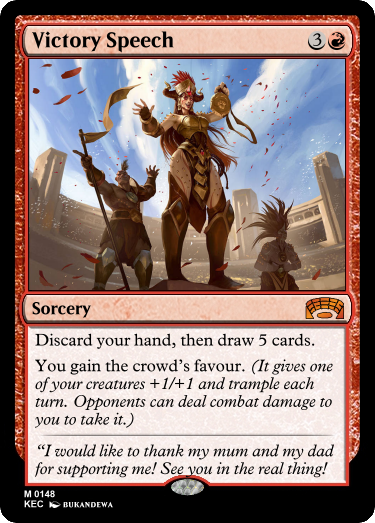 Victory Speech 3
Sorcery
Discard your hand, then draw 5 cards.
You gain the crowd's favour. (It gives one
of your creatures +1/+1 and trample each
turn. Opponents can deal combat damage to
you to take it.)
“I would like to thank my mum and my dad
for supporting me! See you in the real thing!
M 0148
KEC BUKANDEWA